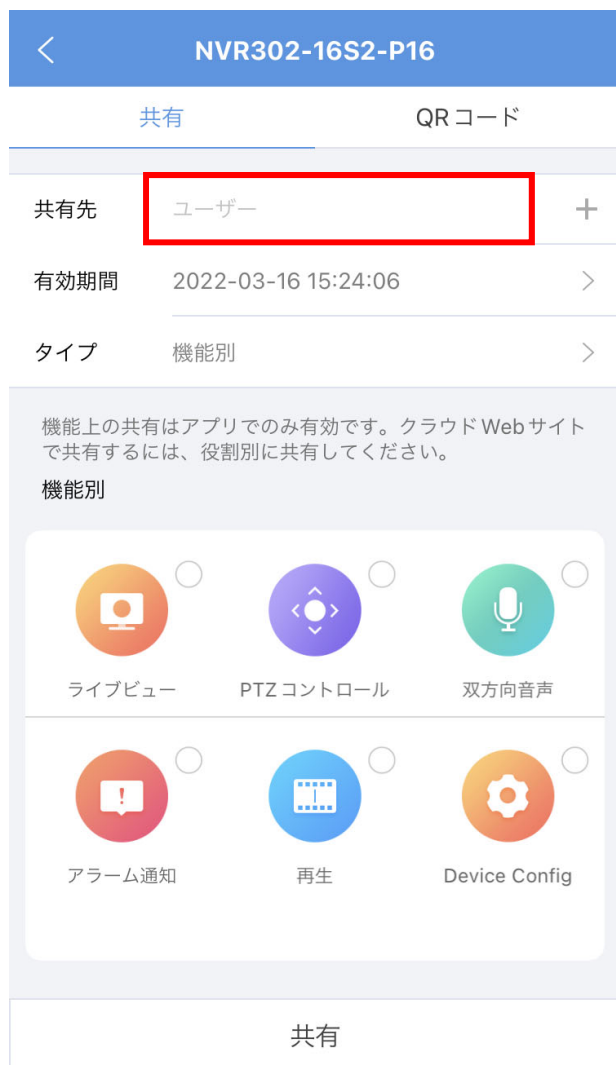 NVR302-16S2-P16
共有
QRコード
共有先
ユーザー
有効期間
2022-03-16 15:24:06
タイプ
機能別
機能上の共有はアプリでのみ有効です。クラウド Web サイト
で共有するには、役割別に共有してください。
機能別
ライブビュー
PTZ コントロール
双方向音声
アラーム通知
再生
Device Config
共有